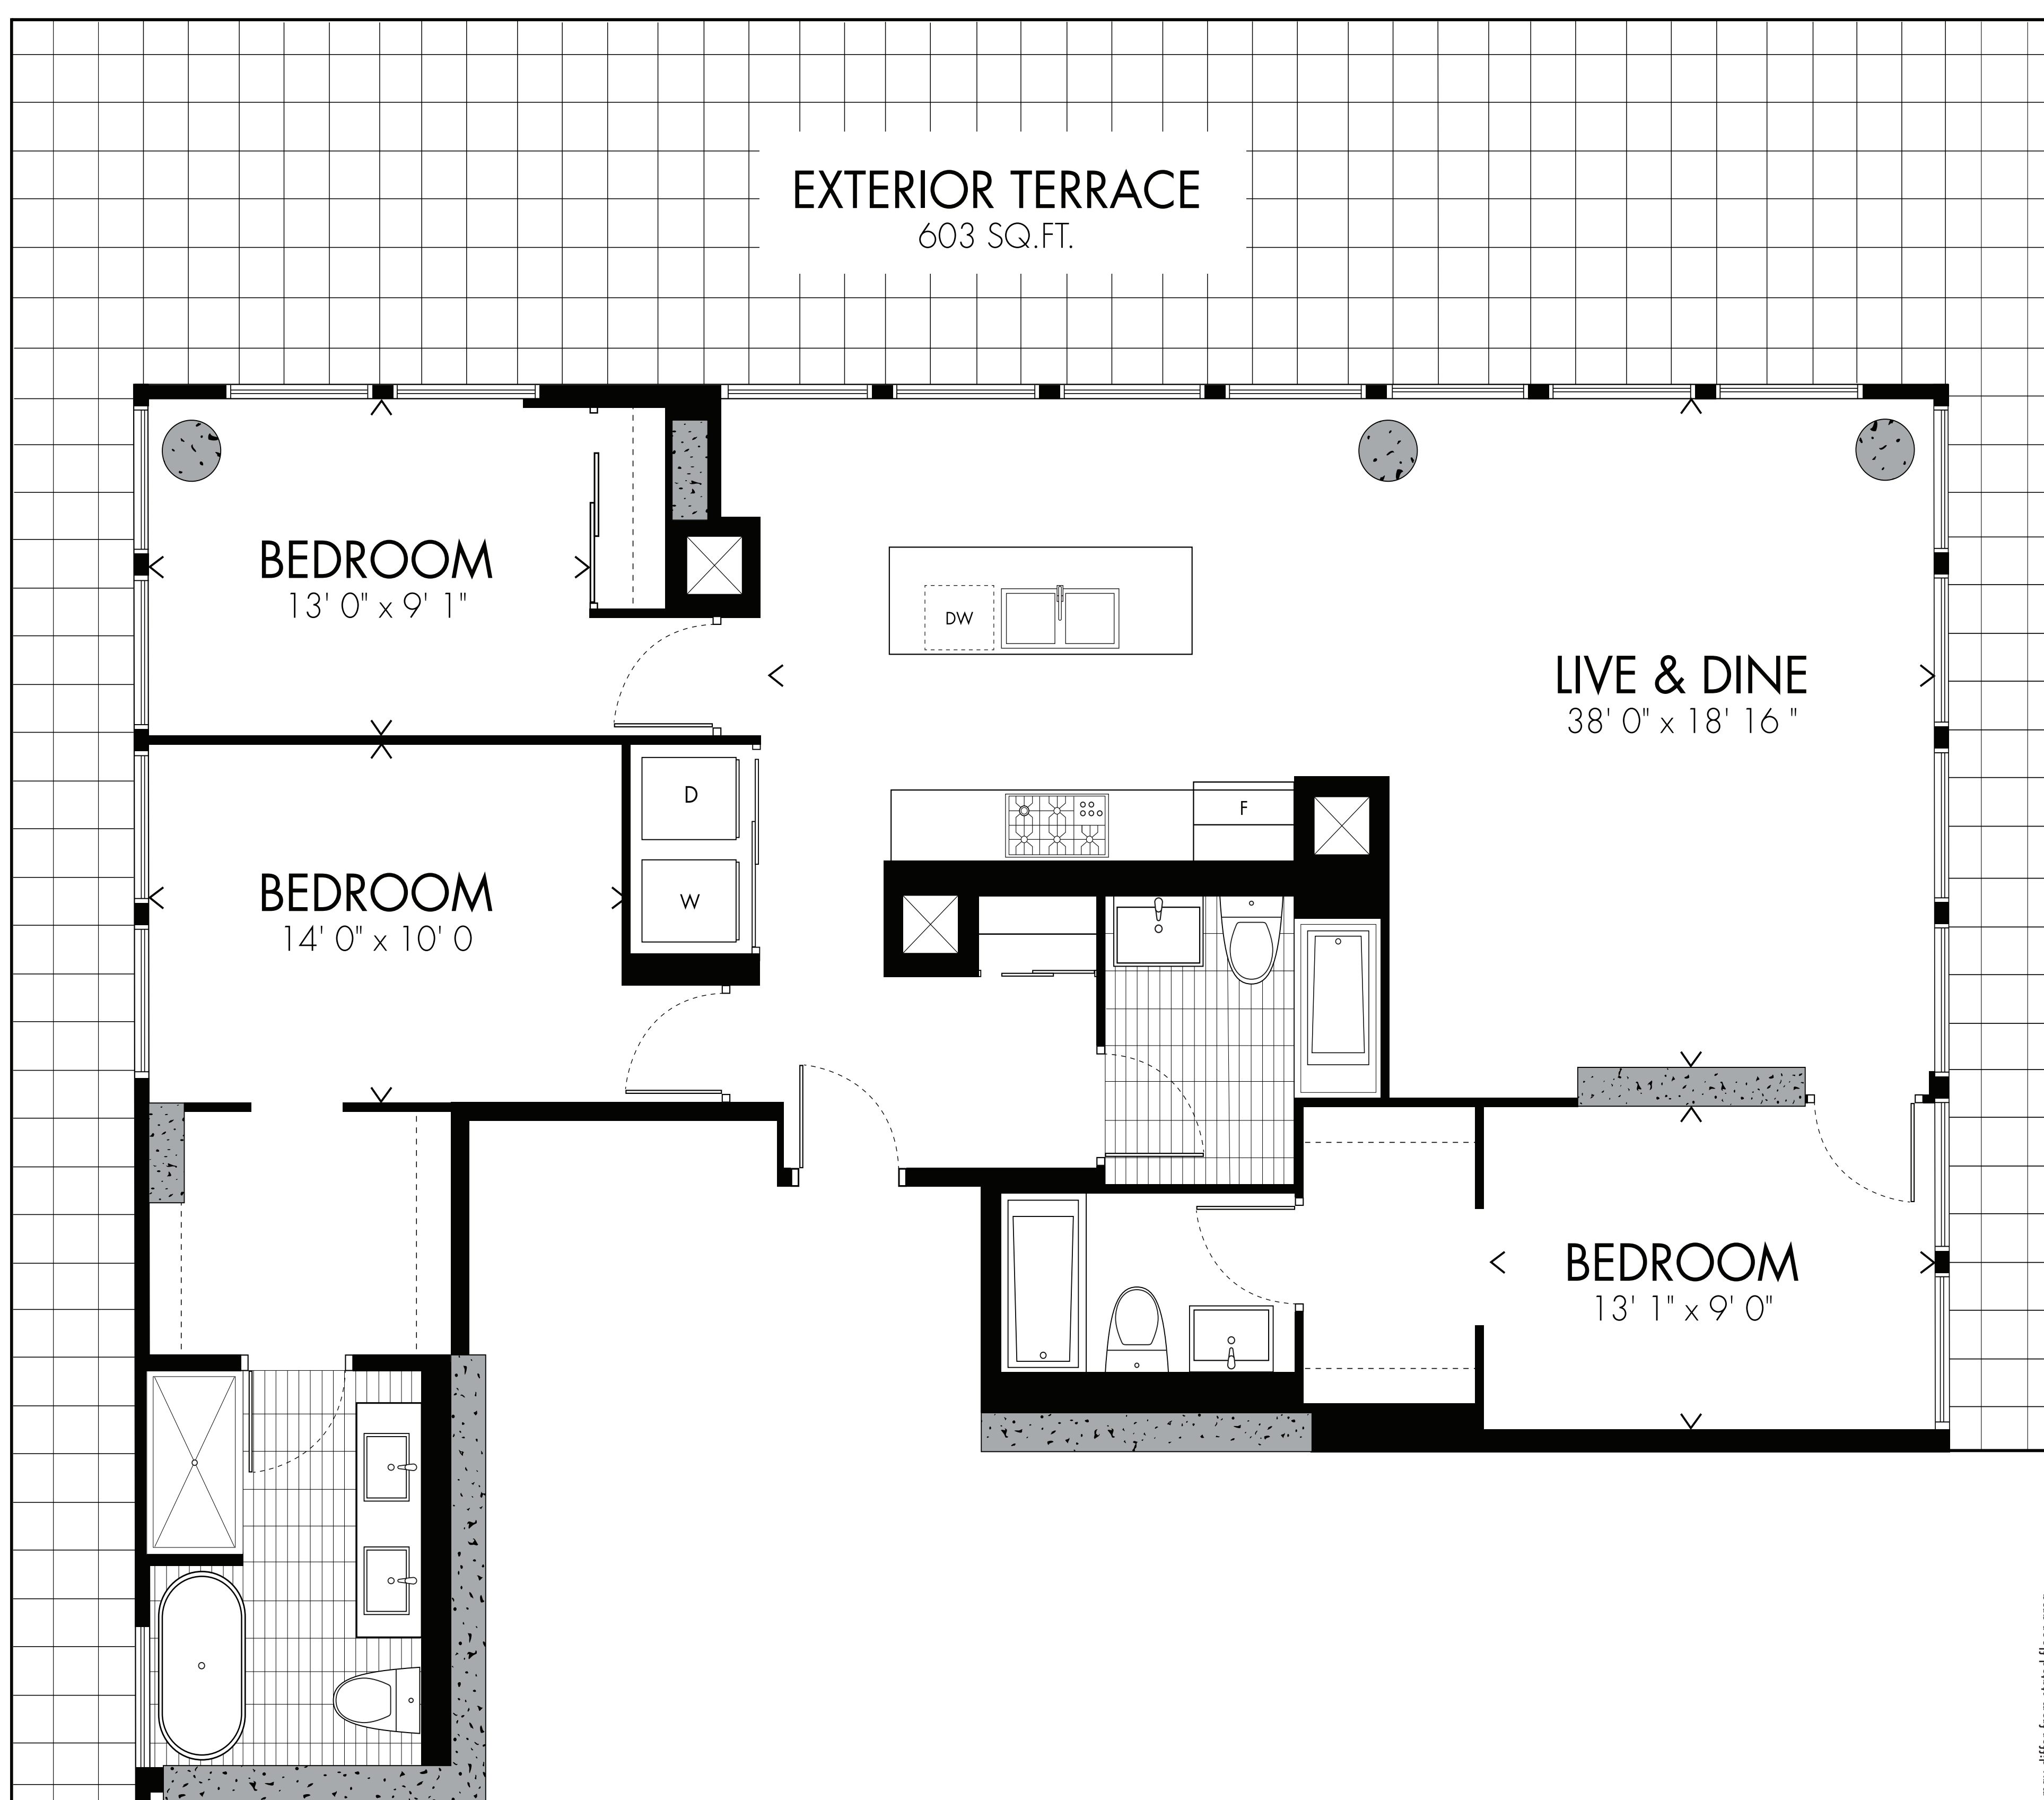 EXTERIOR TERRACE
603 SQ.FT.
BEDROOM
13' 0" x 9' 1"
DW
LIVE & DINE
38' 0" x 18' 16 "
D
F
W
BEDROOM
14' 0" x 10' 0
BEDROOM
13' 1" x 9' 0"